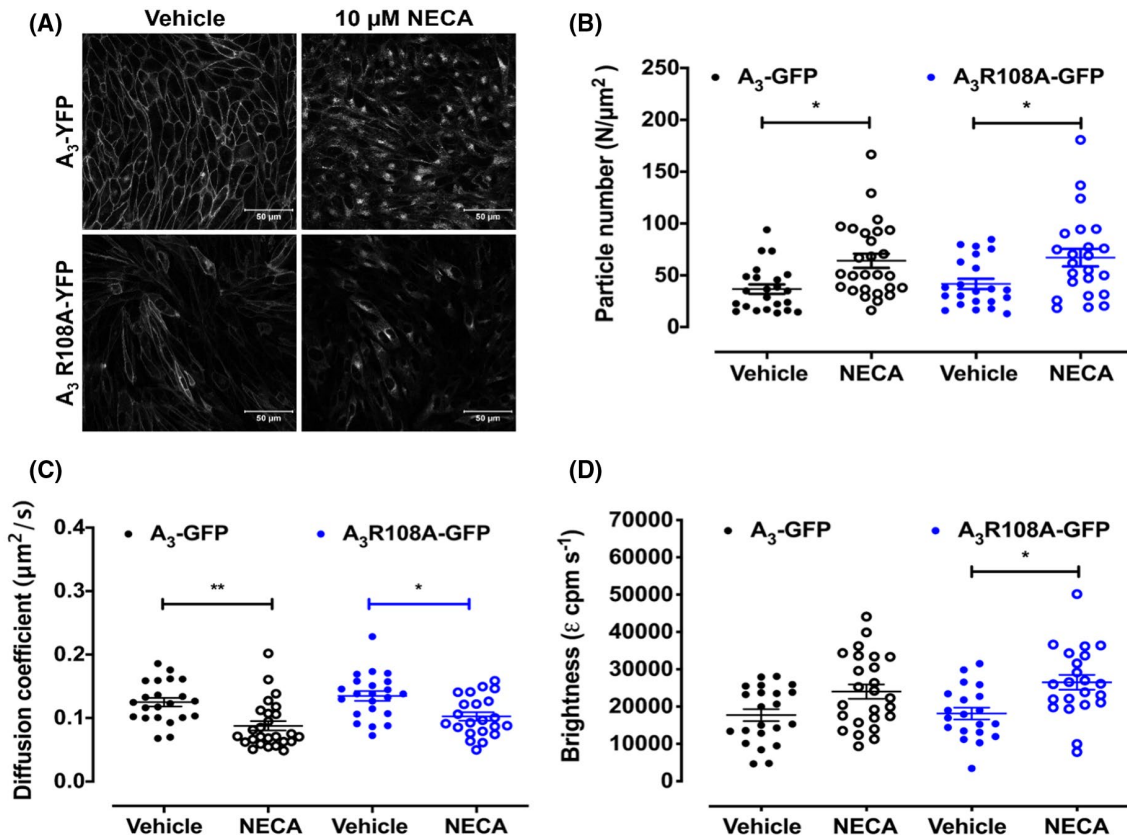 (A)
Vehicle
10 µM NECA
A₃-YFP
50 µm
50 µm
A₃ R108A-YFP
50 µm
50 µm
(B)
A₃-GFP
A₃R108A-GFP
Particle number (N/µm²)
250
200
150
100
50
0
*
*
Vehicle
NECA
Vehicle
NECA
(C)
A₃-GFP
A₃R108A-GFP
Diffusion coefficient (µm²/s)
0.4
0.3
0.2
0.1
0.0
**
*
Vehicle
NECA
Vehicle
NECA
(D)
A₃-GFP
A₃R108A-GFP
Brightness (ε cpm s⁻¹)
70000
60000
50000
40000
30000
20000
10000
0
*
Vehicle
NECA
Vehicle
NECA